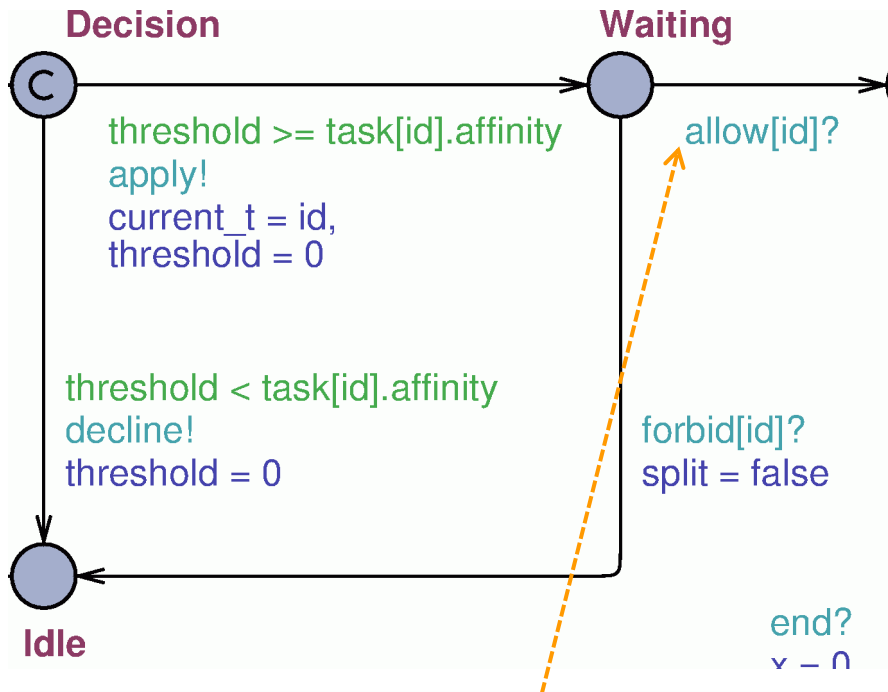 Decision
Waiting
C
threshold >= task[id].affinity
apply!
current_t = id,
threshold = 0
allow[id]?
threshold < task[id].affinity
decline!
threshold = 0
forbid[id]?
split = false
Idle
end?
x = 0